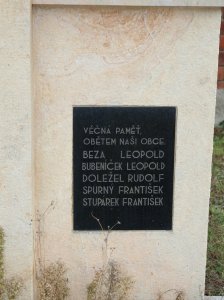 VĚČNÁ PAMĚŤ,
OBĚTEM NAŠÍ OBCE.
BEZA LEOPOLD
BUBENÍČEK LEOPOLD
DOLEŽEL RUDOLF
SPURNÝ FRANTIŠEK
STUPÁREK FRANTIŠEK